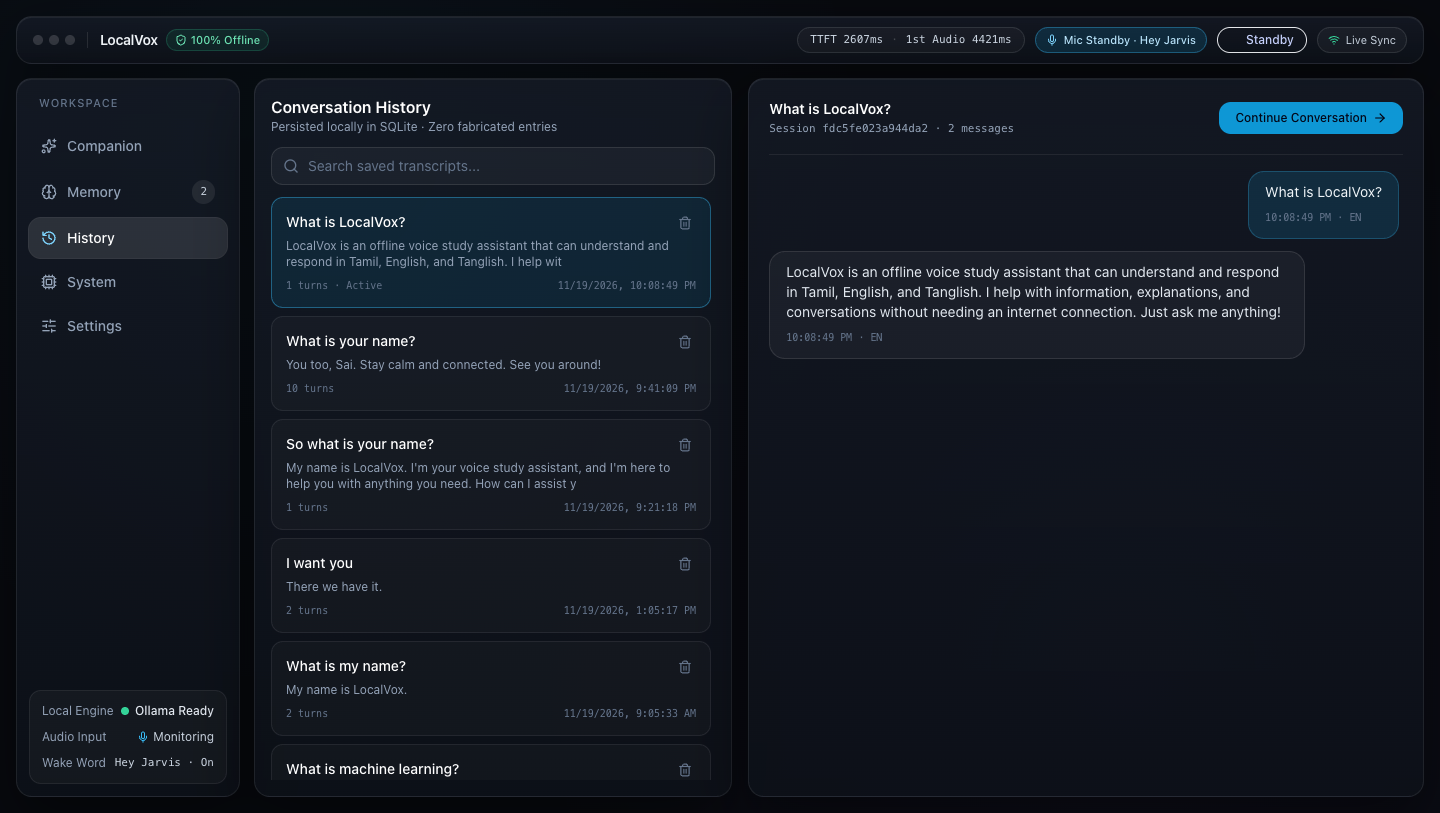 LocalVox 100% Offline
TTFT 2607ms · 1st Audio 4421ms Mic Standby · Hey Jarvis Standby Live Sync
WORKSPACE
Companion
Memory 2
History
System
Settings
Local Engine Ollama Ready
Audio Input Monitoring
Wake Word Hey Jarvis · On
Conversation History
Persisted locally in SQLite · Zero fabricated entries
Search saved transcripts...
What is LocalVox?
LocalVox is an offline voice study assistant that can understand and
respond in Tamil, English, and Tanglish. I help wit
1 turns · Active 11/19/2026, 10:08:49 PM
What is your name?
You too, Sai. Stay calm and connected. See you around!
10 turns 11/19/2026, 9:41:09 PM
So what is your name?
My name is LocalVox. I'm your voice study assistant, and I'm here to
help you with anything you need. How can I assist y
1 turns 11/19/2026, 9:21:18 PM
I want you
There we have it.
2 turns 11/19/2026, 1:05:17 PM
What is my name?
My name is LocalVox.
2 turns 11/19/2026, 9:05:33 AM
What is machine learning?
What is LocalVox?
Session fdc5fe023a944da2 · 2 messages
Continue Conversation →
What is LocalVox?
10:08:49 PM · EN
LocalVox is an offline voice study assistant that can understand and respond
in Tamil, English, and Tanglish. I help with information, explanations, and
conversations without needing an internet connection. Just ask me anything!
10:08:49 PM · EN